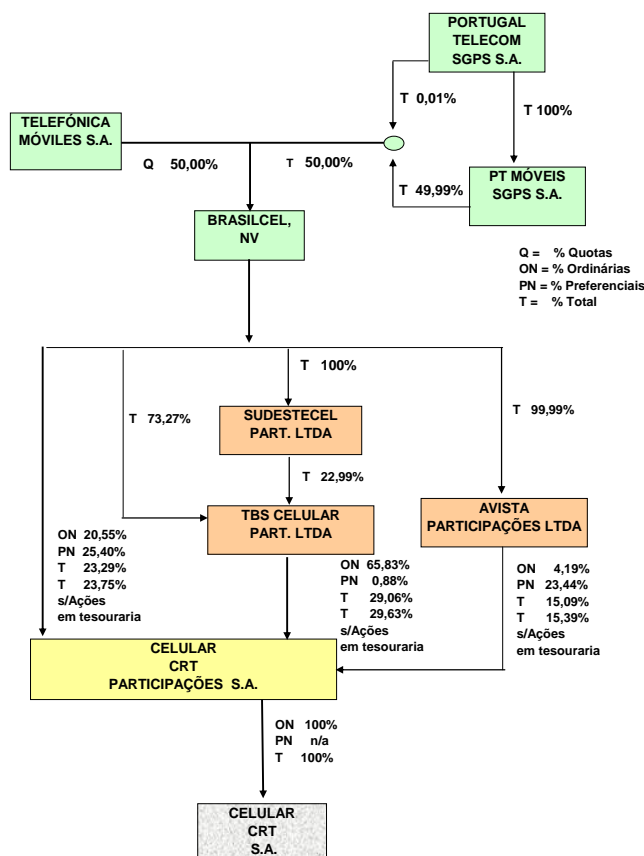 PORTUGAL
TELECOM
SGPS S.A.
T 0,01%
T 100%
TELEFÓNICA
MÓVILES S.A.
Q 50,00%
T 50,00%
T 49,99%
PT MÓVEIS
SGPS S.A.
BRASILCEL,
NV
Q = % Quotas
ON = % Ordinárias
PN = % Preferenciais
T = % Total
T 100%
T 73,27%
T 99,99%
SUDESTECEL
PART. LTDA
T 22,99%
TBS CELULAR
PART. LTDA
AVISTA
PARTICIPAÇÕES LTDA
ON 20,55%
PN 25,40%
T 23,29%
T 23,75%
s/Ações
em tesouraria
ON 65,83%
PN 0,88%
T 29,06%
T 29,63%
s/Ações
em tesouraria
ON 4,19%
PN 23,44%
T 15,09%
T 15,39%
s/Ações
em tesouraria
CELULAR
CRT
PARTICIPAÇÕES S.A.
ON 100%
PN n/a
T 100%
CELULAR
CRT
S.A.